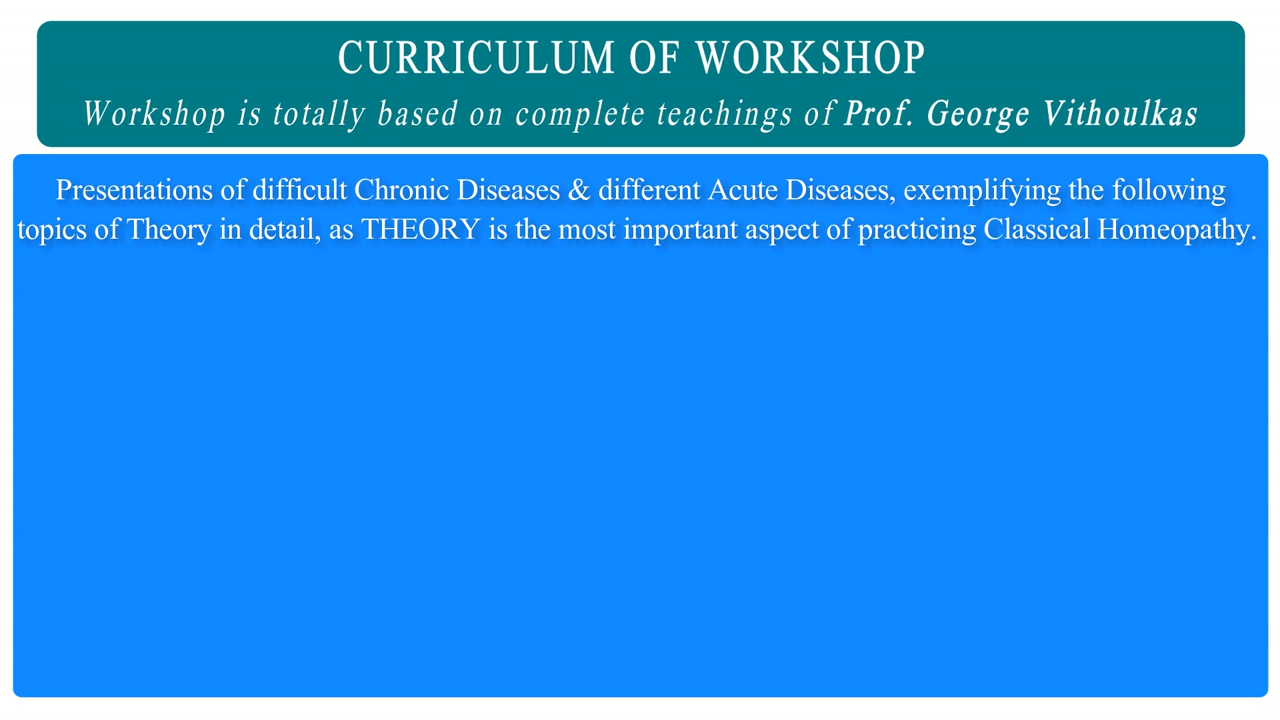 CURRICULUM OF WORKSHOP
Workshop is totally based on complete teachings of Prof. George Vithoulkas
Presentations of difficult Chronic Diseases & different Acute Diseases, exemplifying the following
topics of Theory in detail, as THEORY is the most important aspect of practicing Classical Homeopathy.